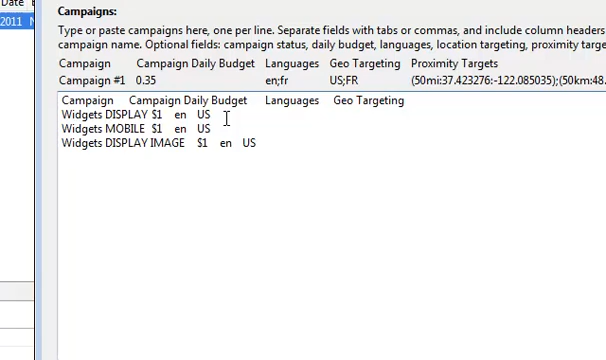 2011
Campaigns:
Type or paste campaigns here, one per line. Separate fields with tabs or commas, and include column headers
campaign name. Optional fields: campaign status, daily budget, languages, location targeting, proximity targe
Campaign Campaign Daily Budget Languages Geo Targeting Proximity Targets
Campaign #1 0.35 en;fr US;FR (50mi:37.423276:-122.085035);(50km:48.
Campaign Campaign Daily Budget Languages Geo Targeting
Widgets DISPLAY $1 en US
Widgets MOBILE $1 en US
Widgets DISPLAY IMAGE $1 en US